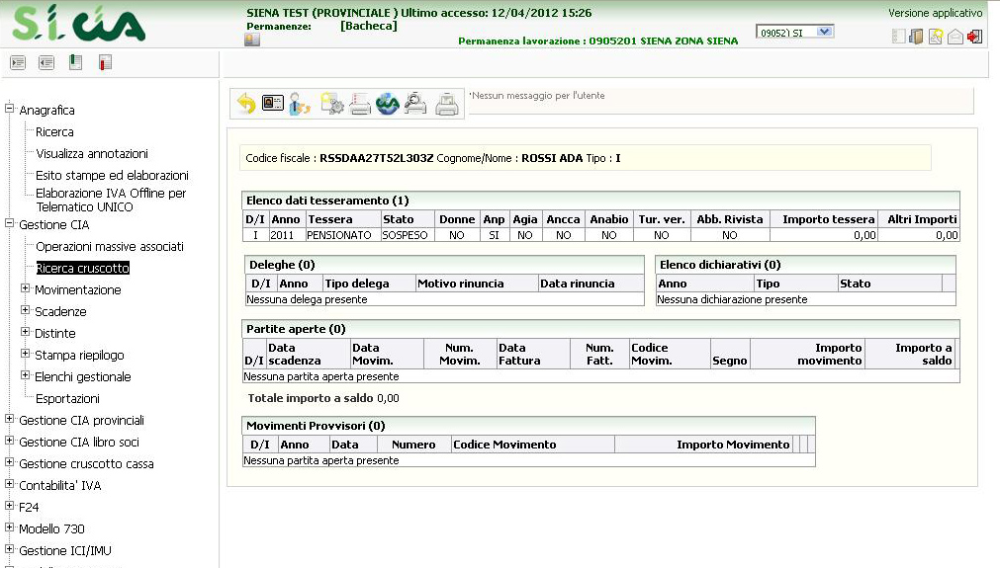 S.i. CIA
SIENA TEST (PROVINCIALE ) Ultimo accesso: 12/04/2012 15:26
Permanenze: [Bacheca]
Permanenza lavorazione : 0905201 SIENA ZONA SIENA
090521 SI
Versione applicativo
Anagrafica
Ricerca
Visualizza annotazioni
Esito stampe ed elaborazioni
Elaborazione IVA Offline per
Telematico UNICO
Gestione CIA
Operazioni massive associati
Ricerca cruscotto
Movimentazione
Scadenze
Distinte
Stampa riepilogo
Elenchi gestionale
Esportazioni
Gestione CIA provinciali
Gestione CIA libro soci
Gestione cruscotto cassa
Contabilita' IVA
F24
Modello 730
Gestione ICI/IMU
'Nessun messaggio per l'utente
Codice fiscale : RSSDAA27T52L303Z Cognome/Nome : ROSSI ADA Tipo : I
Elenco dati tesseramento (1)
D/I Anno Tessera Stato Donne Anp Agia Ancca Anabio Tur. ver. Abb. Rivista Importo tessera Altri Importi
I 2011 PENSIONATO SOSPESO NO SI NO NO NO NO NO 0,00 0,00
Deleghe (0)
D/I Anno Tipo delega Motivo rinuncia Data rinuncia
Nessuna delega presente
Elenco dichiarativi (0)
Anno Tipo Stato
Nessuna dichiarazione presente
Partite aperte (0)
D/I Data scadenza Data Movim. Num. Movim. Data Fattura Num. Fatt. Codice Movim. Segno Importo movimento Importo a saldo
Nessuna partita aperta presente
Totale importo a saldo 0,00
Movimenti Provvisori (0)
D/I Anno Data Numero Codice Movimento Importo Movimento
Nessuna partita aperta presente